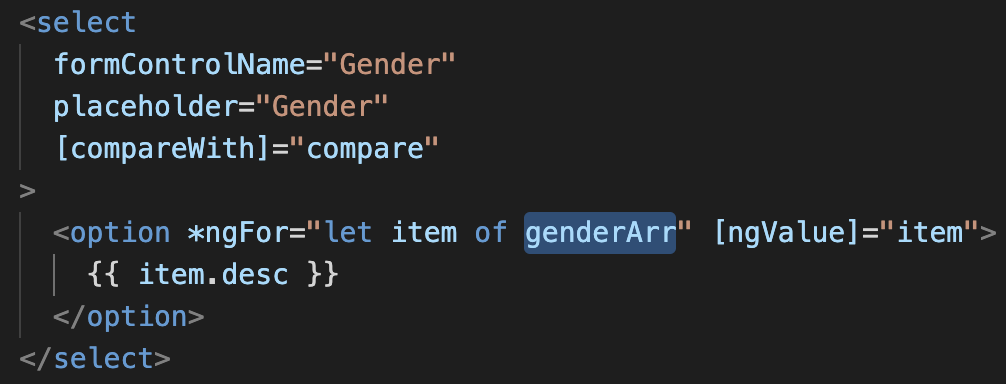 <select
formControlName="Gender"
placeholder="Gender"
[compareWith]="compare"
>
<option *ngFor="let item of genderArr" [ngValue]="item">
{{ item.desc }}
</option>
</select>